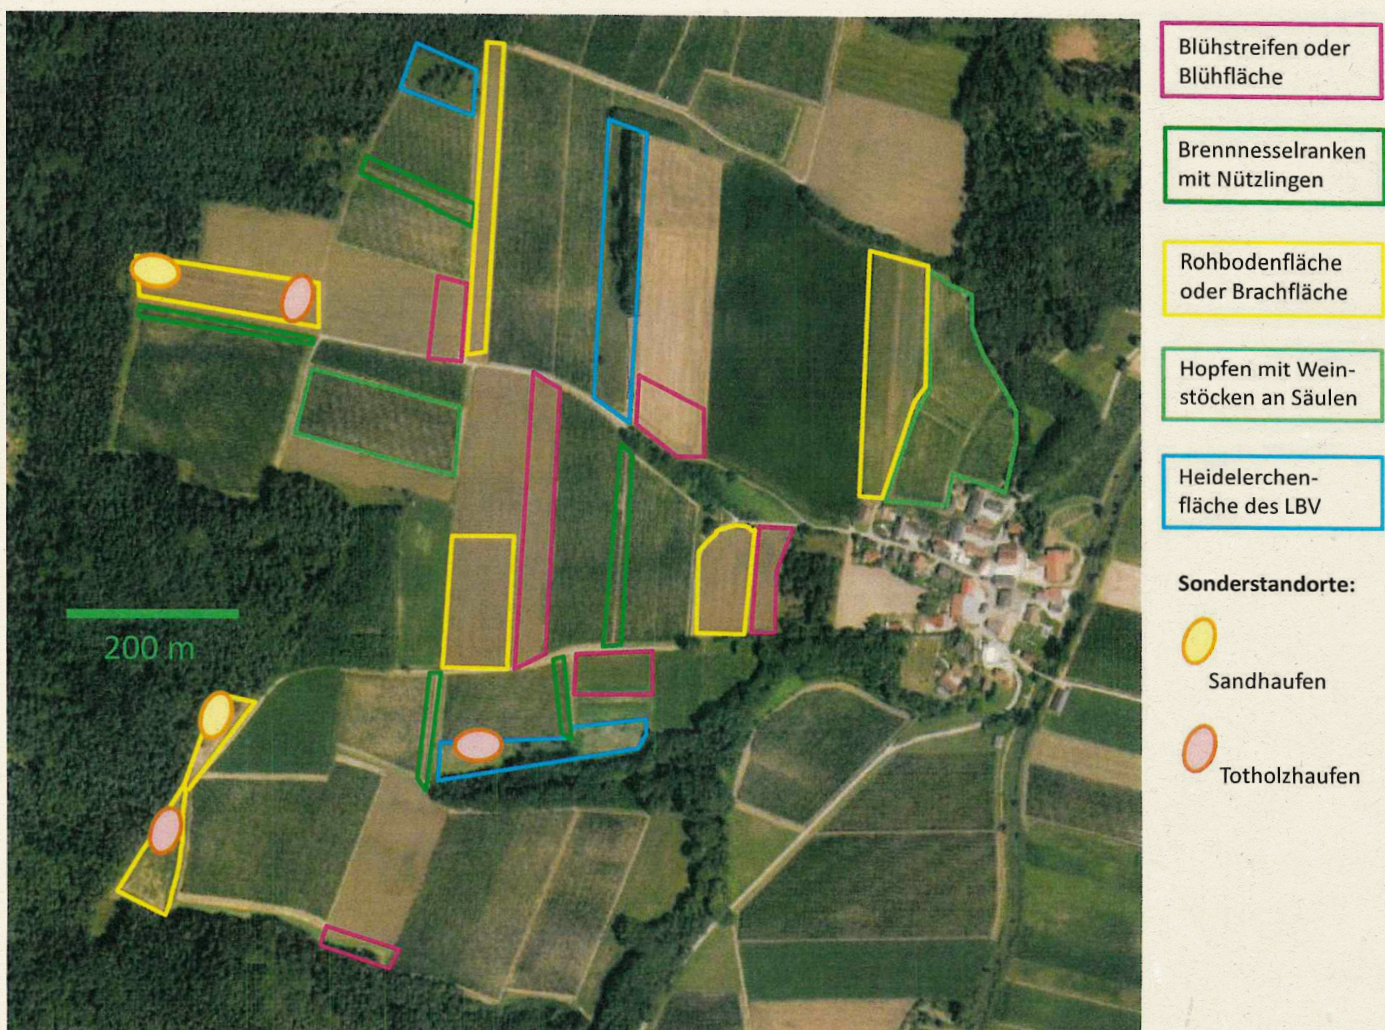 Blühstreifen oder
Blühfläche
Brennnesselranken
mit Nützlingen
Rohbodenfläche
oder Brachfläche
Hopfen mit Wein-
stöcken an Säulen
Heidelerchen-
fläche des LBV
Sonderstandorte:
Sandhaufen
Totholzhaufen
200 m